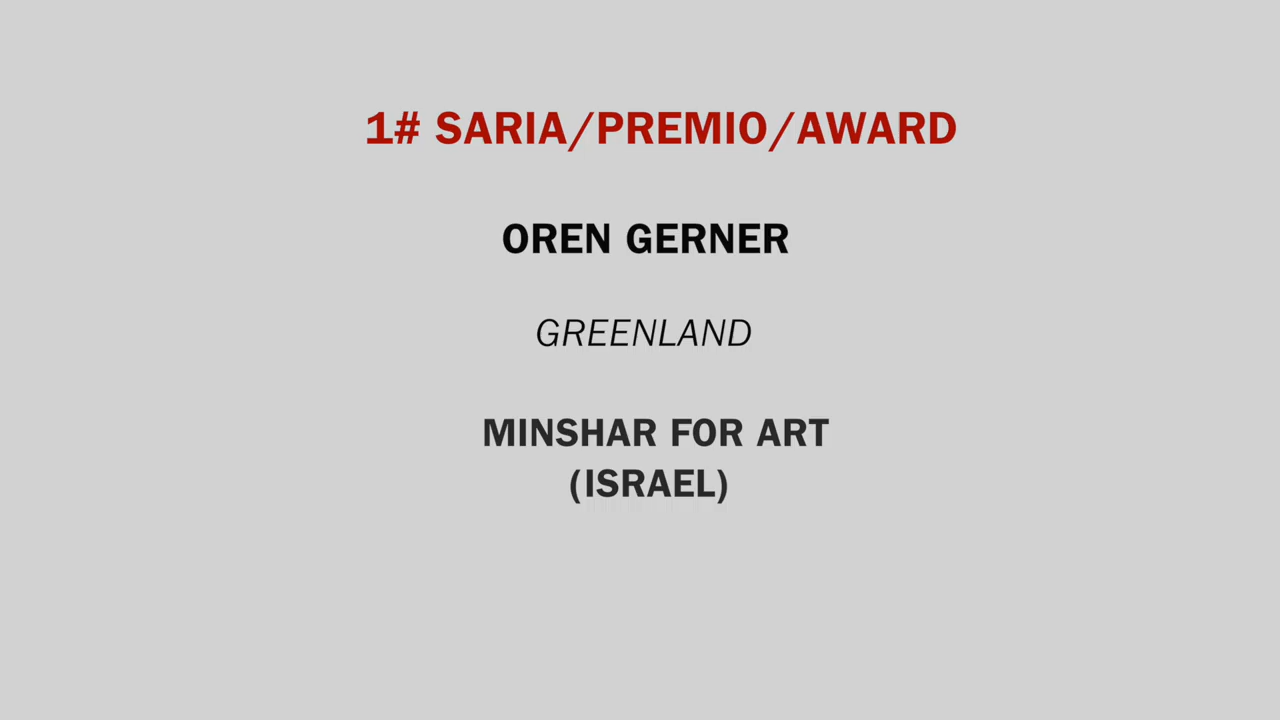 1# SARIA/PREMIO/AWARD
OREN GERNER
GREENLAND
MINSHAR FOR ART
(ISRAEL)